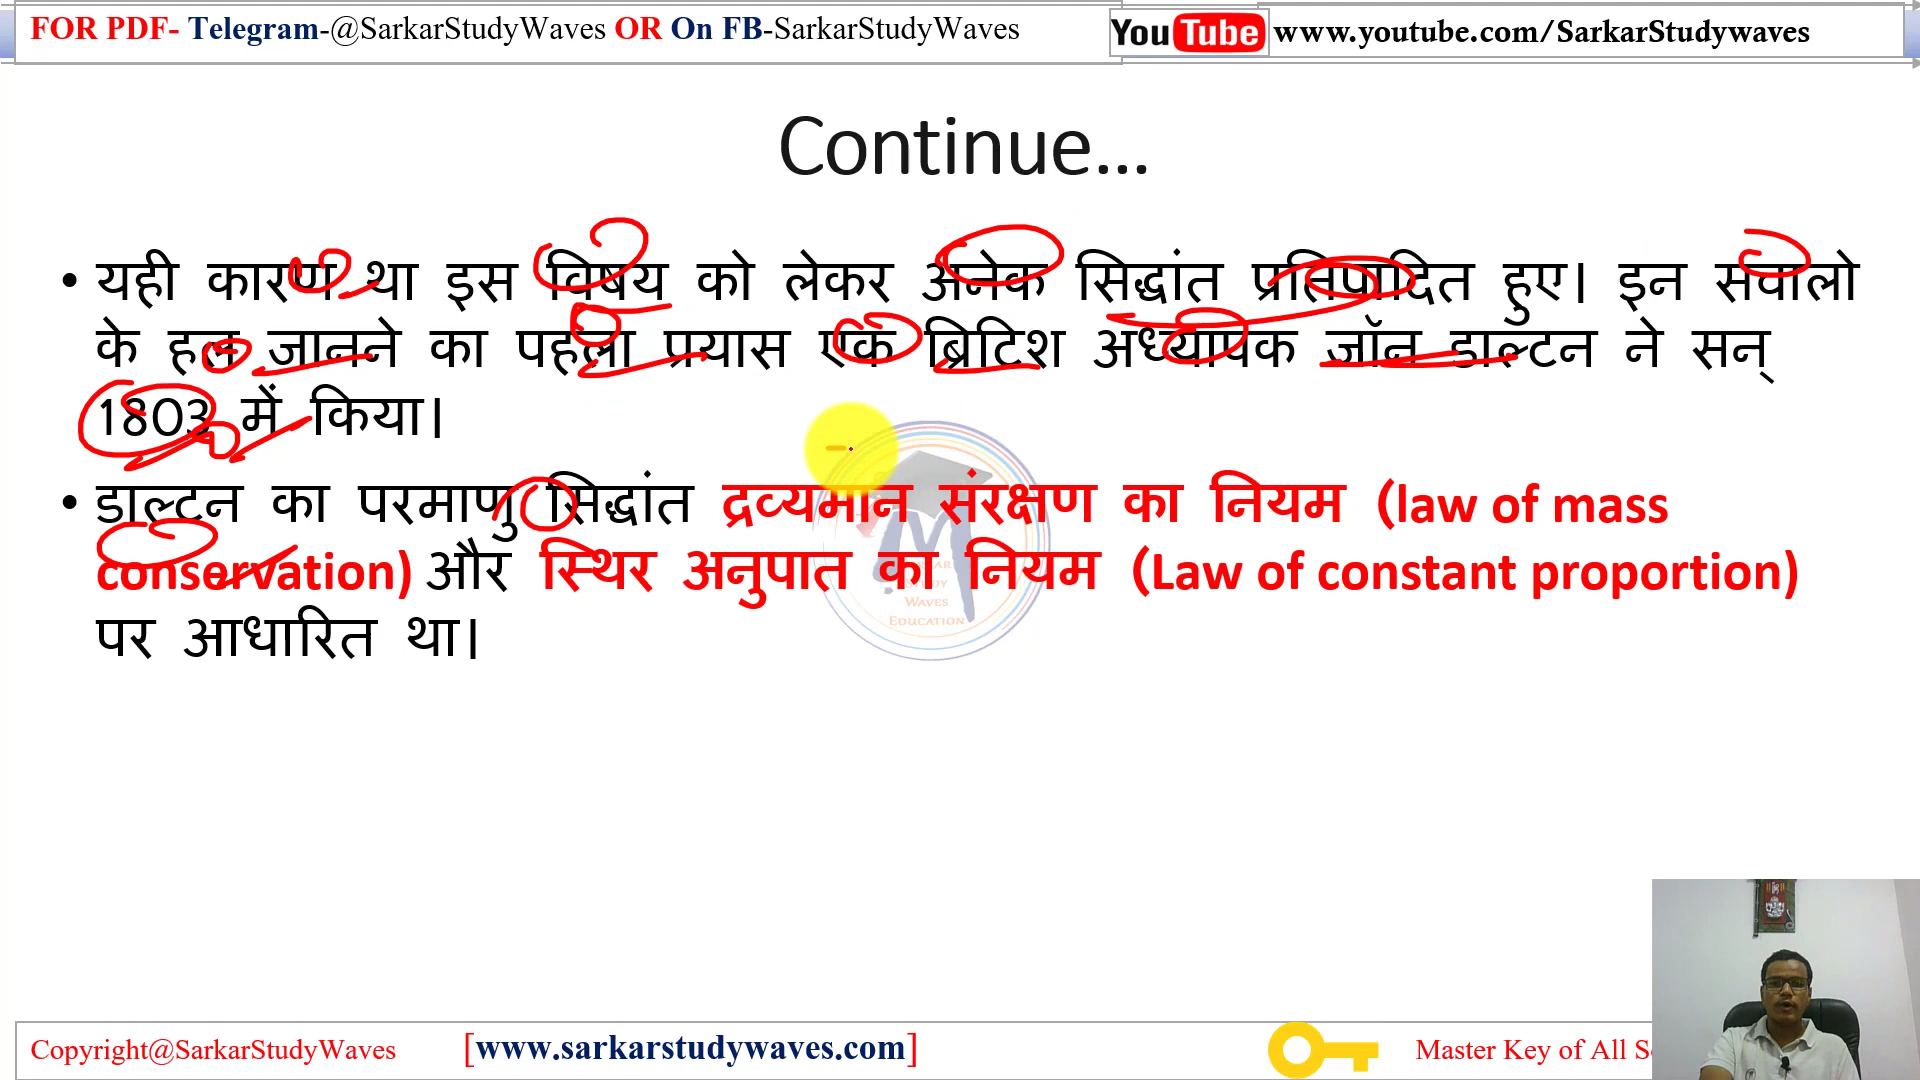 FOR PDF- Telegram-@SarkarStudyWaves OR On FB-SarkarStudyWaves
YouTube www.youtube.com/SarkarStudywaves
Continue...
• यही कारण था इस विषय को लेकर अनेक सिद्धांत प्रतिपादित हुए। इन सवालो
के हल जानने का पहला प्रयास एक ब्रिटिश अध्यापक जॉन डाल्टन ने सन्
1803 में किया।
• डाल्टन का परमाणु सिद्धांत द्रव्यमान संरक्षण का नियम (law of mass
conservation) और स्थिर अनुपात का नियम (Law of constant proportion)
पर आधारित था।
WAVES
EDUCATION
Copyright@SarkarStudyWaves [www.sarkarstudywaves.com] Master Key of All